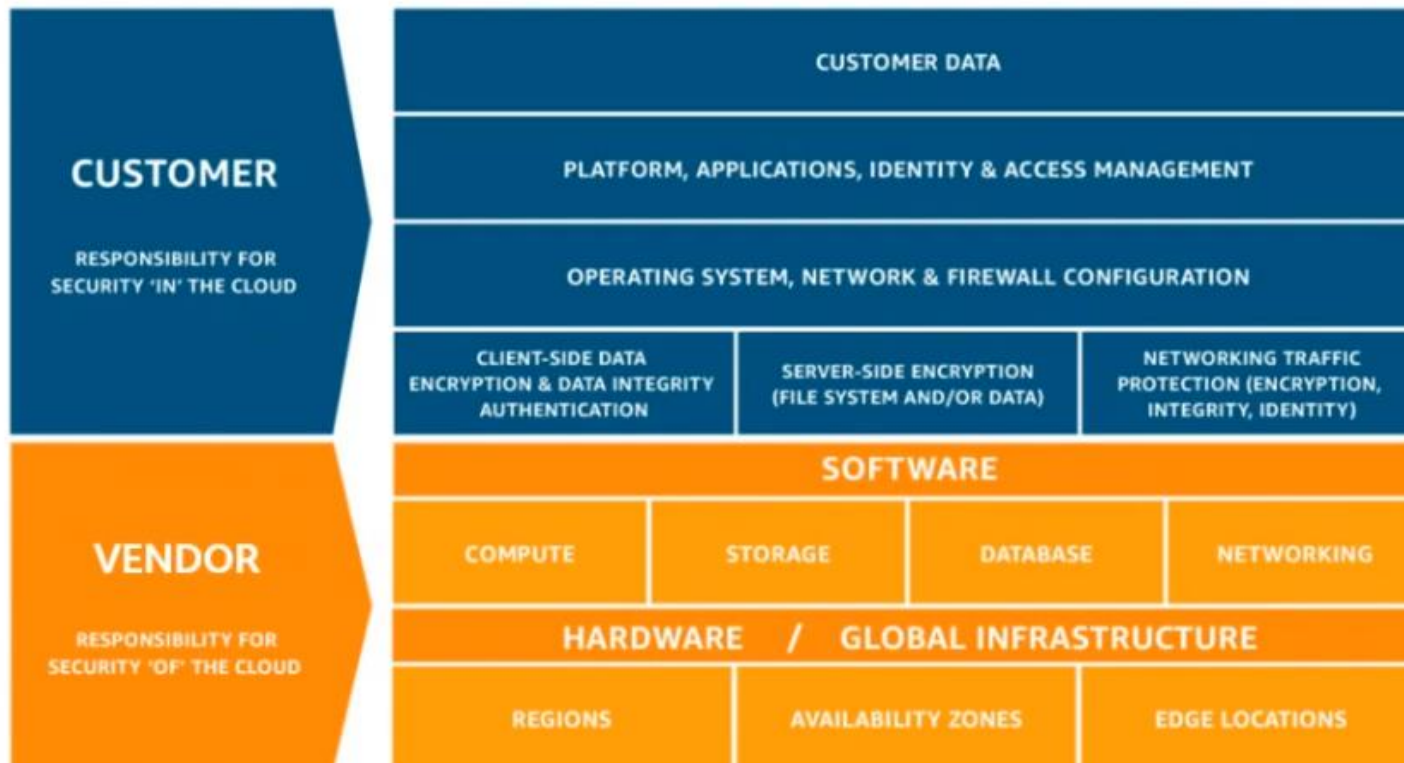 CUSTOMER
RESPONSIBILITY FOR
SECURITY ‘IN’ THE CLOUD
CUSTOMER DATA
PLATFORM, APPLICATIONS, IDENTITY & ACCESS MANAGEMENT
OPERATING SYSTEM, NETWORK & FIREWALL CONFIGURATION
CLIENT-SIDE DATA
ENCRYPTION & DATA INTEGRITY
AUTHENTICATION
SERVER-SIDE ENCRYPTION
(FILE SYSTEM AND/OR DATA)
NETWORKING TRAFFIC
PROTECTION (ENCRYPTION,
INTEGRITY, IDENTITY)
VENDOR
RESPONSIBILITY FOR
SECURITY ‘OF’ THE CLOUD
SOFTWARE
COMPUTE
STORAGE
DATABASE
NETWORKING
HARDWARE / GLOBAL INFRASTRUCTURE
REGIONS
AVAILABILITY ZONES
EDGE LOCATIONS